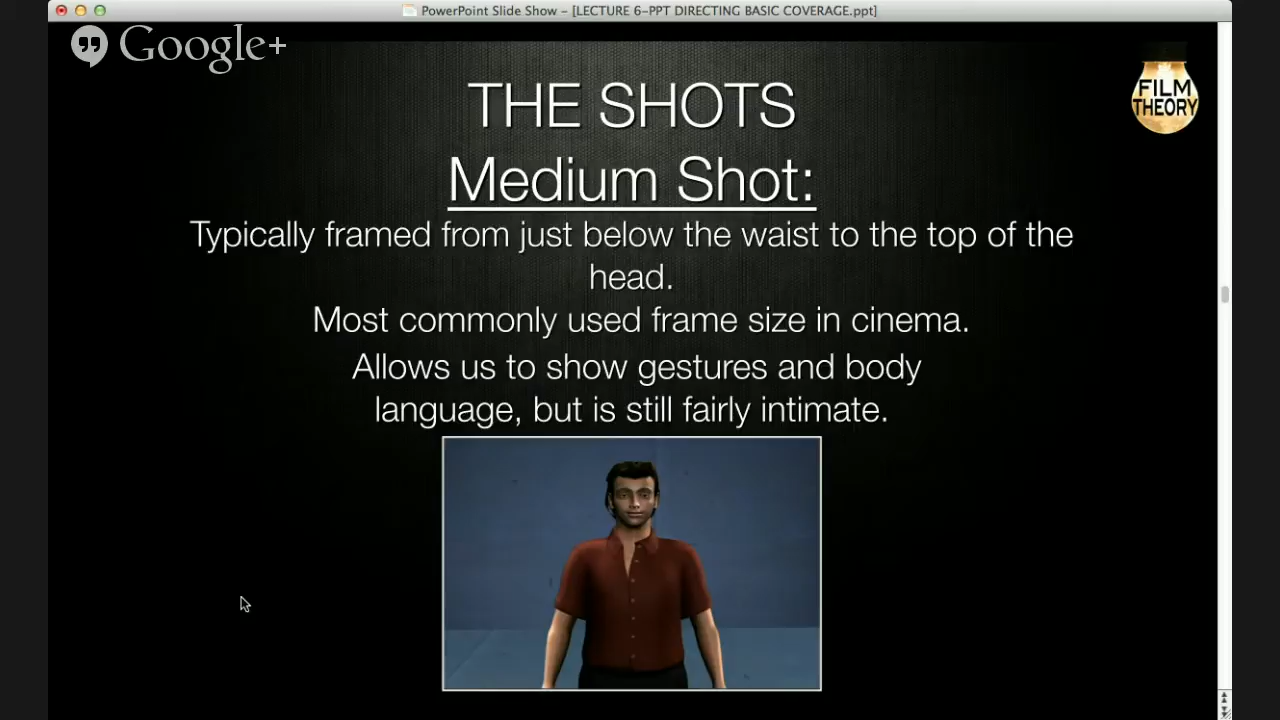 PowerPoint Slide Show - [LECTURE 6-PPT DIRECTING BASIC COVERAGE.ppt]
Google+
THE SHOTS
FILM
THEORY
Medium Shot:
Typically framed from just below the waist to the top of the
head.
Most commonly used frame size in cinema.
Allows us to show gestures and body
language, but is still fairly intimate.